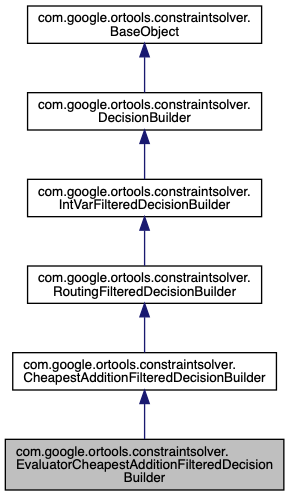 com.google.ortools.constraintsolver.
BaseObject
com.google.ortools.constraintsolver.
DecisionBuilder
com.google.ortools.constraintsolver.
IntVarFilteredDecisionBuilder
com.google.ortools.constraintsolver.
RoutingFilteredDecisionBuilder
com.google.ortools.constraintsolver.
CheapestAdditionFilteredDecisionBuilder
com.google.ortools.constraintsolver.
EvaluatorCheapestAdditionFilteredDecision
Builder